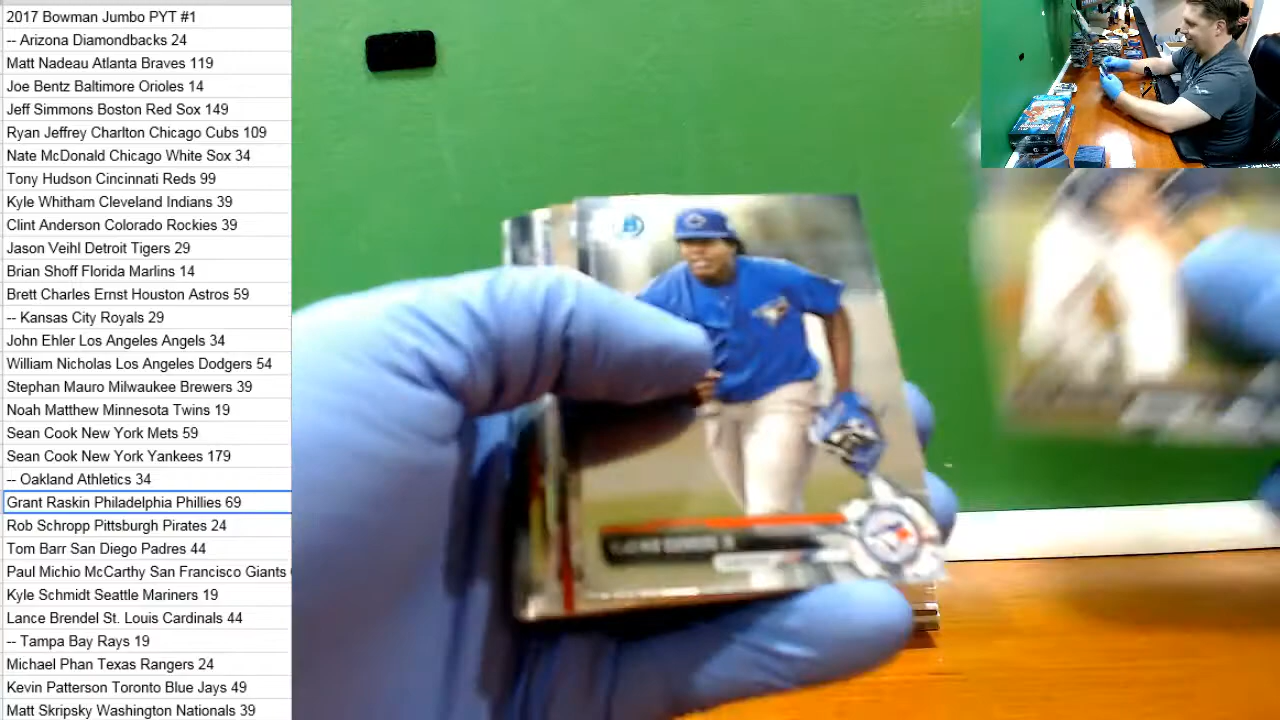 2017 Bowman Jumbo PYT #1
-- Arizona Diamondbacks 24
Matt Nadeau Atlanta Braves 119
Joe Bentz Baltimore Orioles 14
Jeff Simmons Boston Red Sox 149
Ryan Jeffrey Charlton Chicago Cubs 109
Nate McDonald Chicago White Sox 34
Tony Hudson Cincinnati Reds 99
Kyle Whitham Cleveland Indians 39
Clint Anderson Colorado Rockies 39
Jason Veihl Detroit Tigers 29
Brian Shoff Florida Marlins 14
Brett Charles Ernst Houston Astros 59
-- Kansas City Royals 29
John Ehler Los Angeles Angels 34
William Nicholas Los Angeles Dodgers 54
Stephan Mauro Milwaukee Brewers 39
Noah Matthew Minnesota Twins 19
Sean Cook New York Mets 59
Sean Cook New York Yankees 179
-- Oakland Athletics 34
Grant Raskin Philadelphia Phillies 69
Rob Schropp Pittsburgh Pirates 24
Tom Barr San Diego Padres 44
Paul Michio McCarthy San Francisco Giants
Kyle Schmidt Seattle Mariners 19
Lance Brendel St. Louis Cardinals 44
-- Tampa Bay Rays 19
Michael Phan Texas Rangers 24
Kevin Patterson Toronto Blue Jays 49
Matt Skripsky Washington Nationals 39